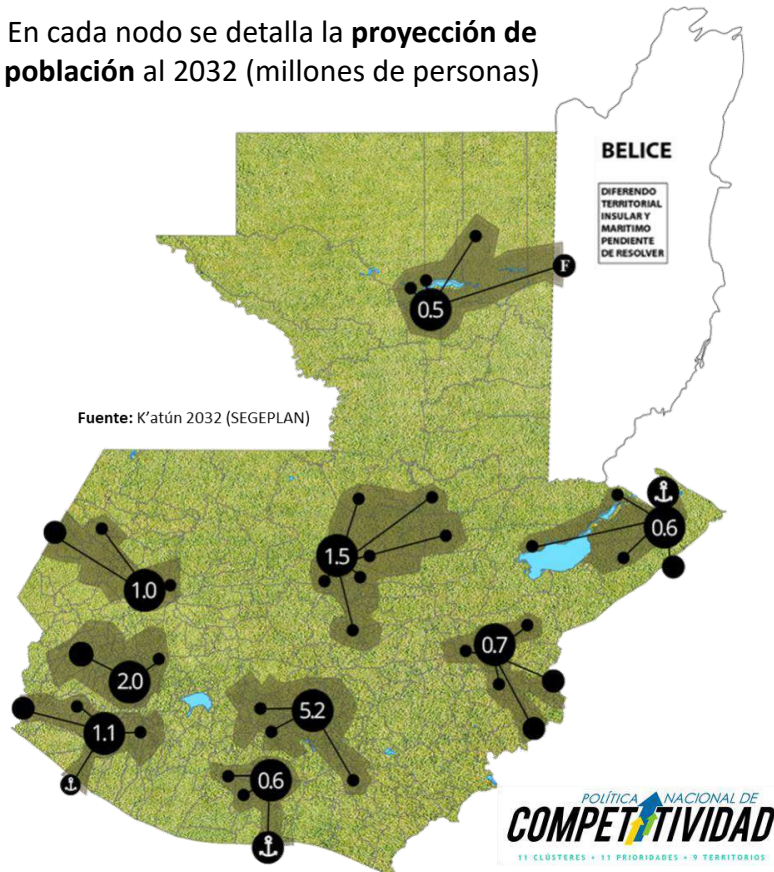 En cada nodo se detalla la proyección de
población al 2032 (millones de personas)
BELICE
DIFERENDO
TERRITORIAL
INSULAR Y
MARITIMO
PENDIENTE
DE RESOLVER
F
0.5
Fuente: K'atún 2032 (SEGEPLAN)
0.6
1.5
1.0
0.7
2.0
5.2
1.1
0.6
POLÍTICA NACIONAL DE
COMPETITIVIDAD
11 CLÚSTERES + 11 PRIORIDADES + 9 TERRITORIOS